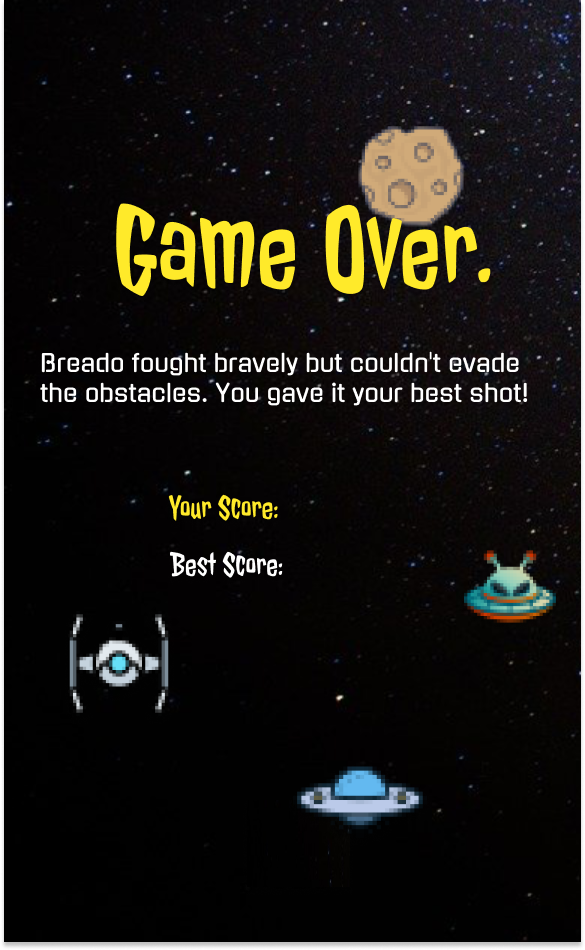 Game Over.
Breado fought bravely but couldn't evade
the obstacles. You gave it your best shot!
Your Score:
Best Score: